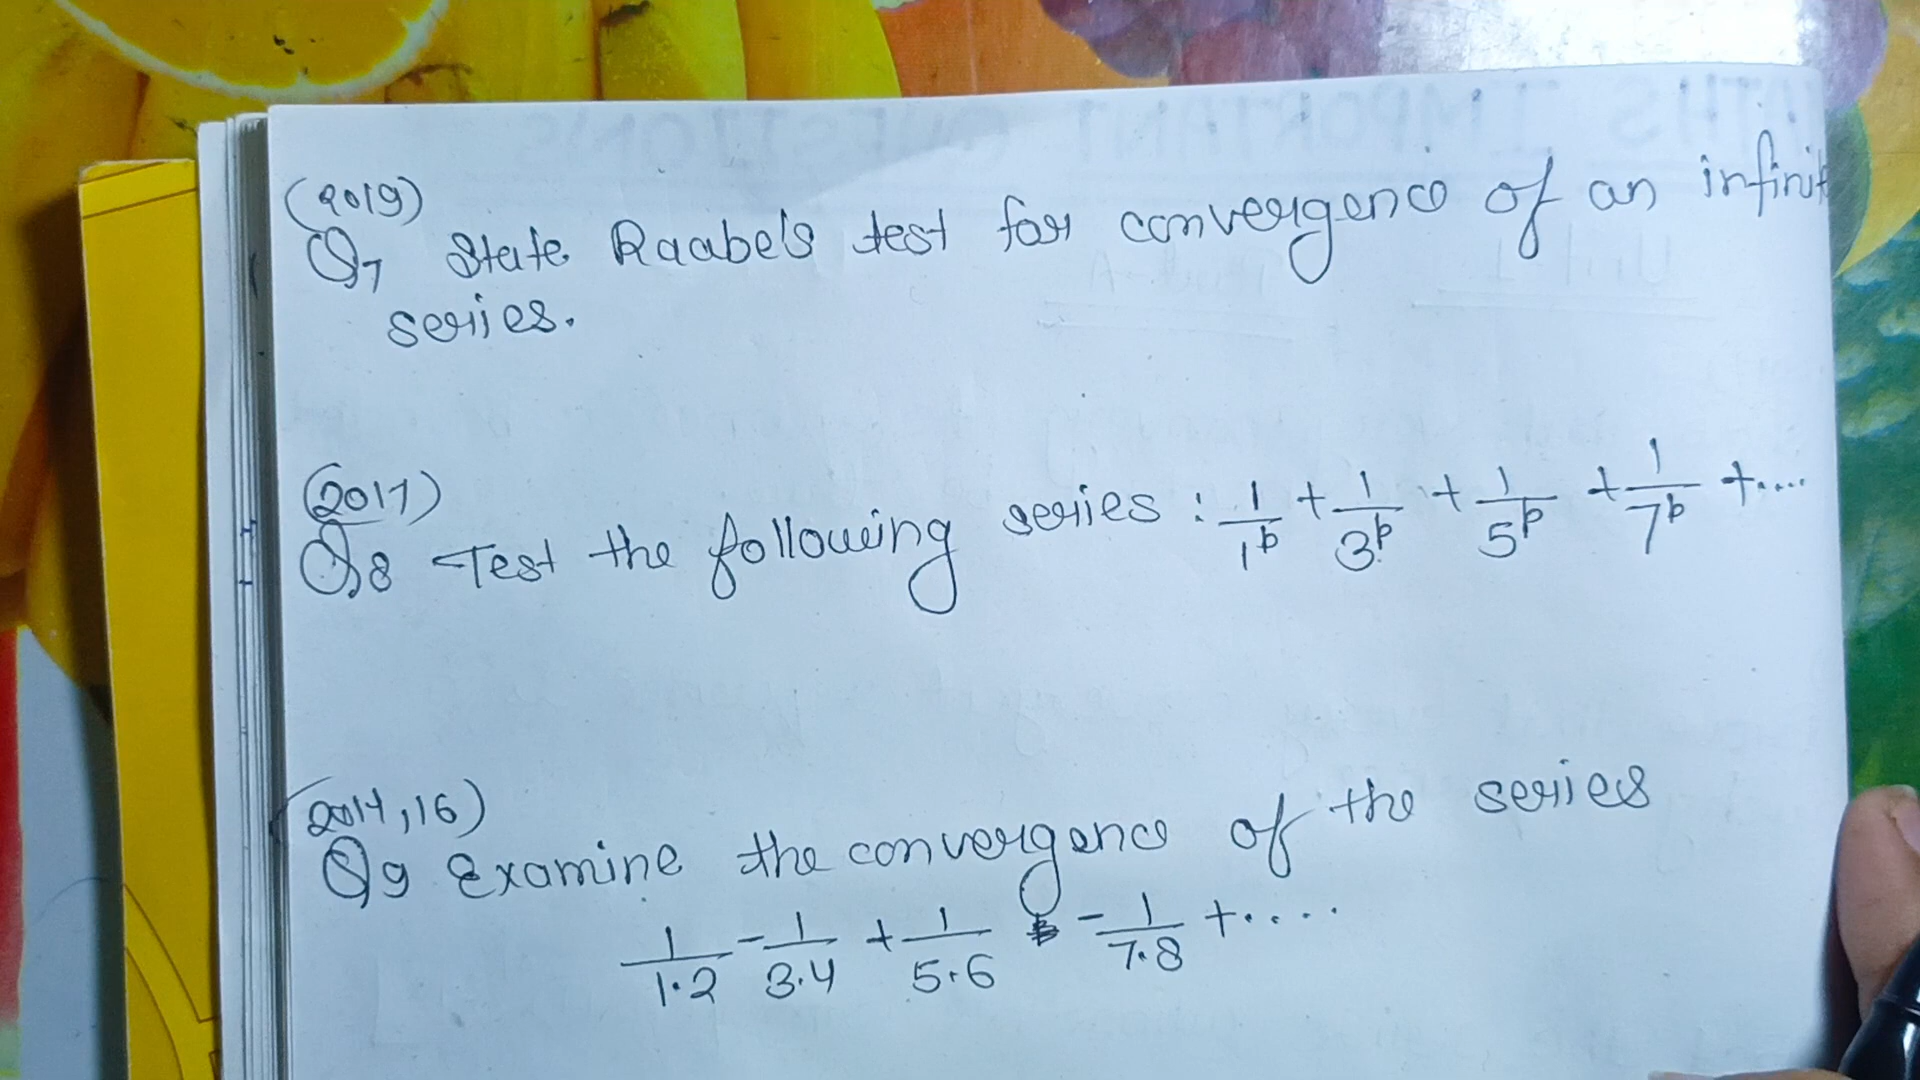 (2019)
Q7 State Raabe's test for convergence of an infinit
series.
(2017)
Q.8 Test the following series : 1/1^p + 1/3^p + 1/5^p + 1/7^p + ....
(2014,16)
Q9 Examine the convergence of the series
1/1.2 - 1/3.4 + 1/5.6 - 1/7.8 + ....